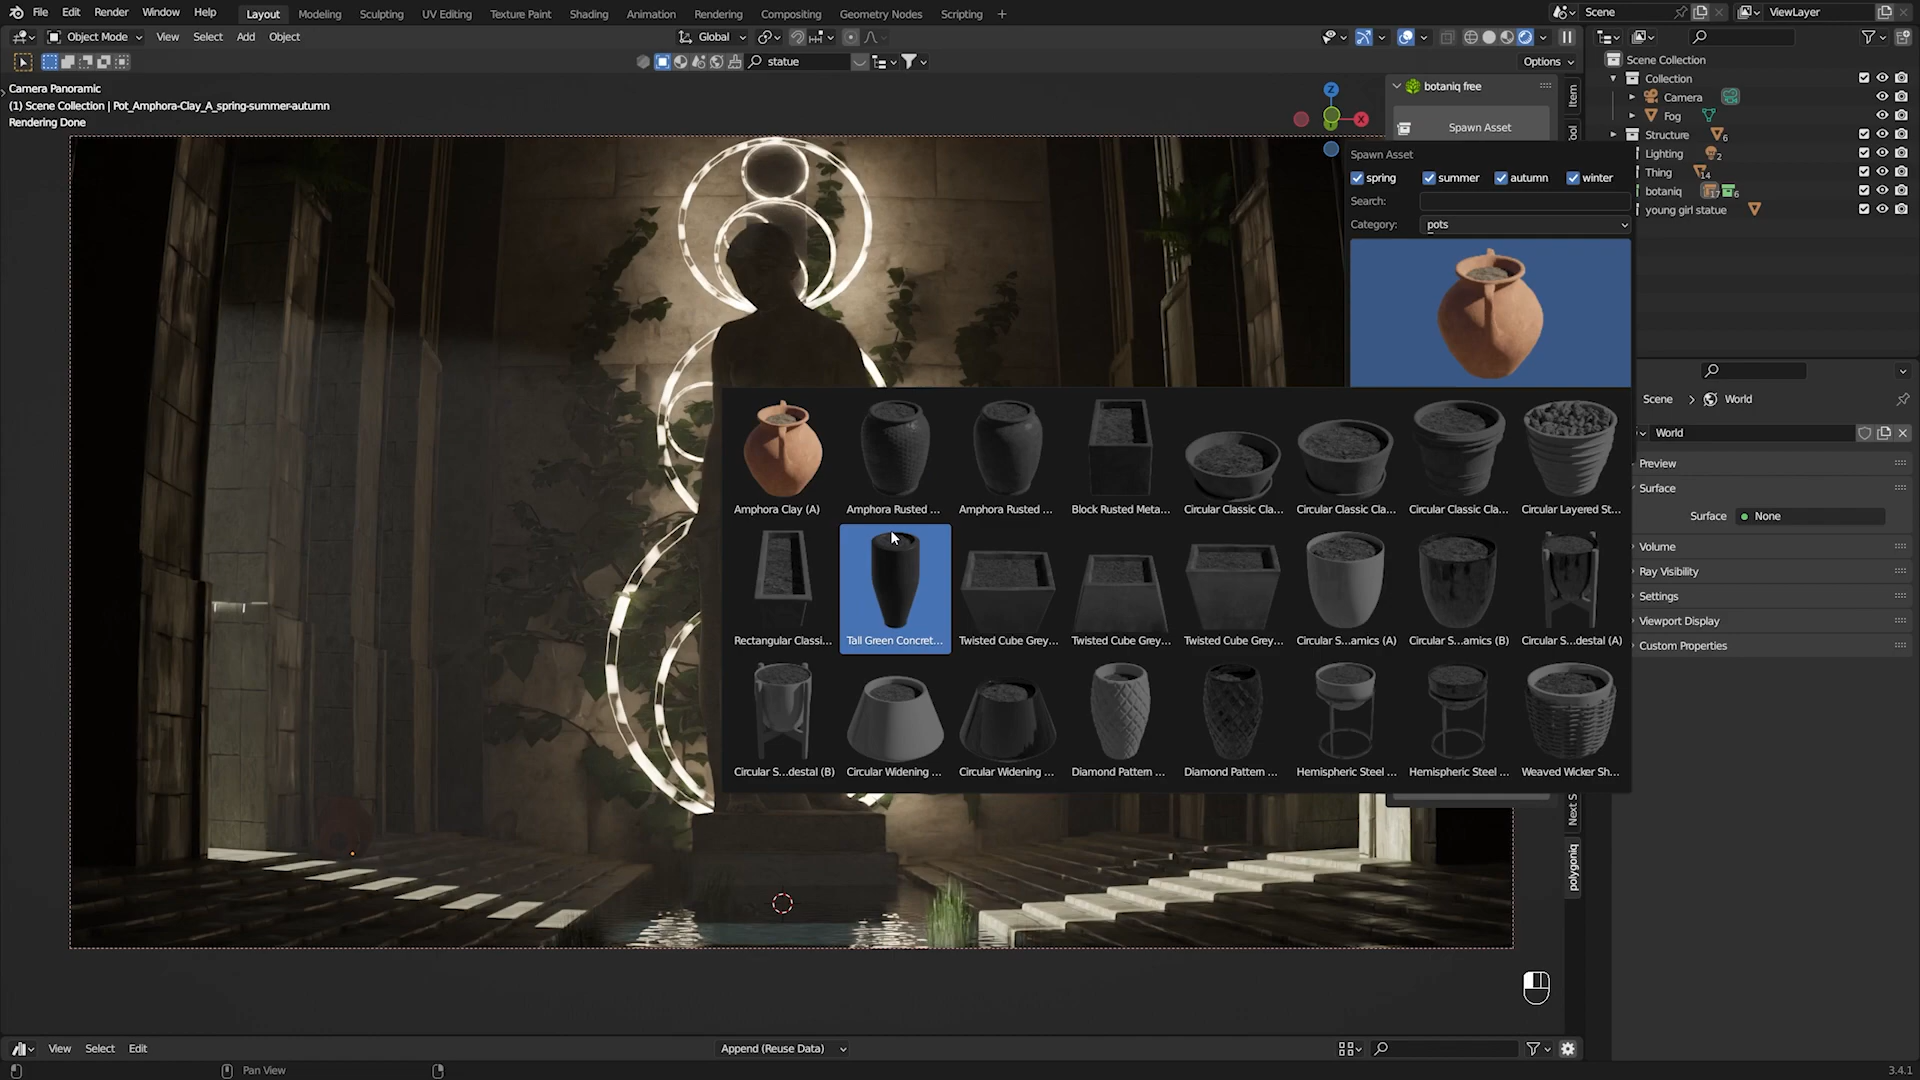 File Edit Render Window Help Layout Modeling Sculpting UV Editing Texture Paint Shading Animation Rendering Compositing Geometry Nodes Scripting + Scene ViewLayer
Object Mode View Select Add Object Global
statue Options
Camera Panoramic
(1) Scene Collection | Pot_Amphora-Clay_A_spring-summer-autumn
Rendering Done
botaniq free
Spawn Asset
Item
Spawn Asset
spring summer autumn winter
Search:
Category: pots
Amphora Clay (A) Amphora Rusted ... Amphora Rusted ... Block Rusted Meta... Circular Classic Cla... Circular Classic Cla... Circular Classic Cla... Circular Layered St...
Rectangular Classi... Tall Green Concret... Twisted Cube Grey... Twisted Cube Grey... Twisted Cube Grey... Circular S...amics (A) Circular S...amics (B) Circular S...destal (A)
Circular S...destal (B) Circular Widening ... Circular Widening ... Diamond Pattern ... Diamond Pattern ... Hemispheric Steel ... Hemispheric Steel ... Weaved Wicker Sh...
Next S
polygoniq
Scene Collection
Collection
Camera
Fog
Structure 6
Lighting 2
Thing 14
botaniq 17 6
young girl statue
Scene > World
World
Preview
Surface
Surface None
Volume
Ray Visibility
Settings
Viewport Display
Custom Properties
View Select Edit Append (Reuse Data)
Pan View 3.4.1